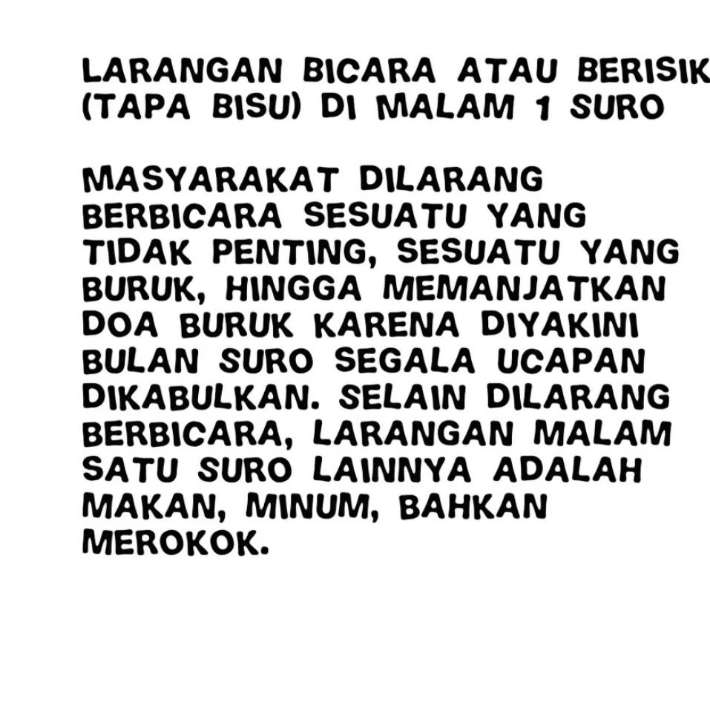 LARANGAN BICARA ATAU BERISIK
(TAPA BISU) DI MALAM 1 SURO
MASYARAKAT DILARANG
BERBICARA SESUATU YANG
TIDAK PENTING, SESUATU YANG
BURUK, HINGGA MEMANJATKAN
DOA BURUK KARENA DIYAKINI
BULAN SURO SEGALA UCAPAN
DIKABULKAN. SELAIN DILARANG
BERBICARA, LARANGAN MALAM
SATU SURO LAINNYA ADALAH
MAKAN, MINUM, BAHKAN
MEROKOK.